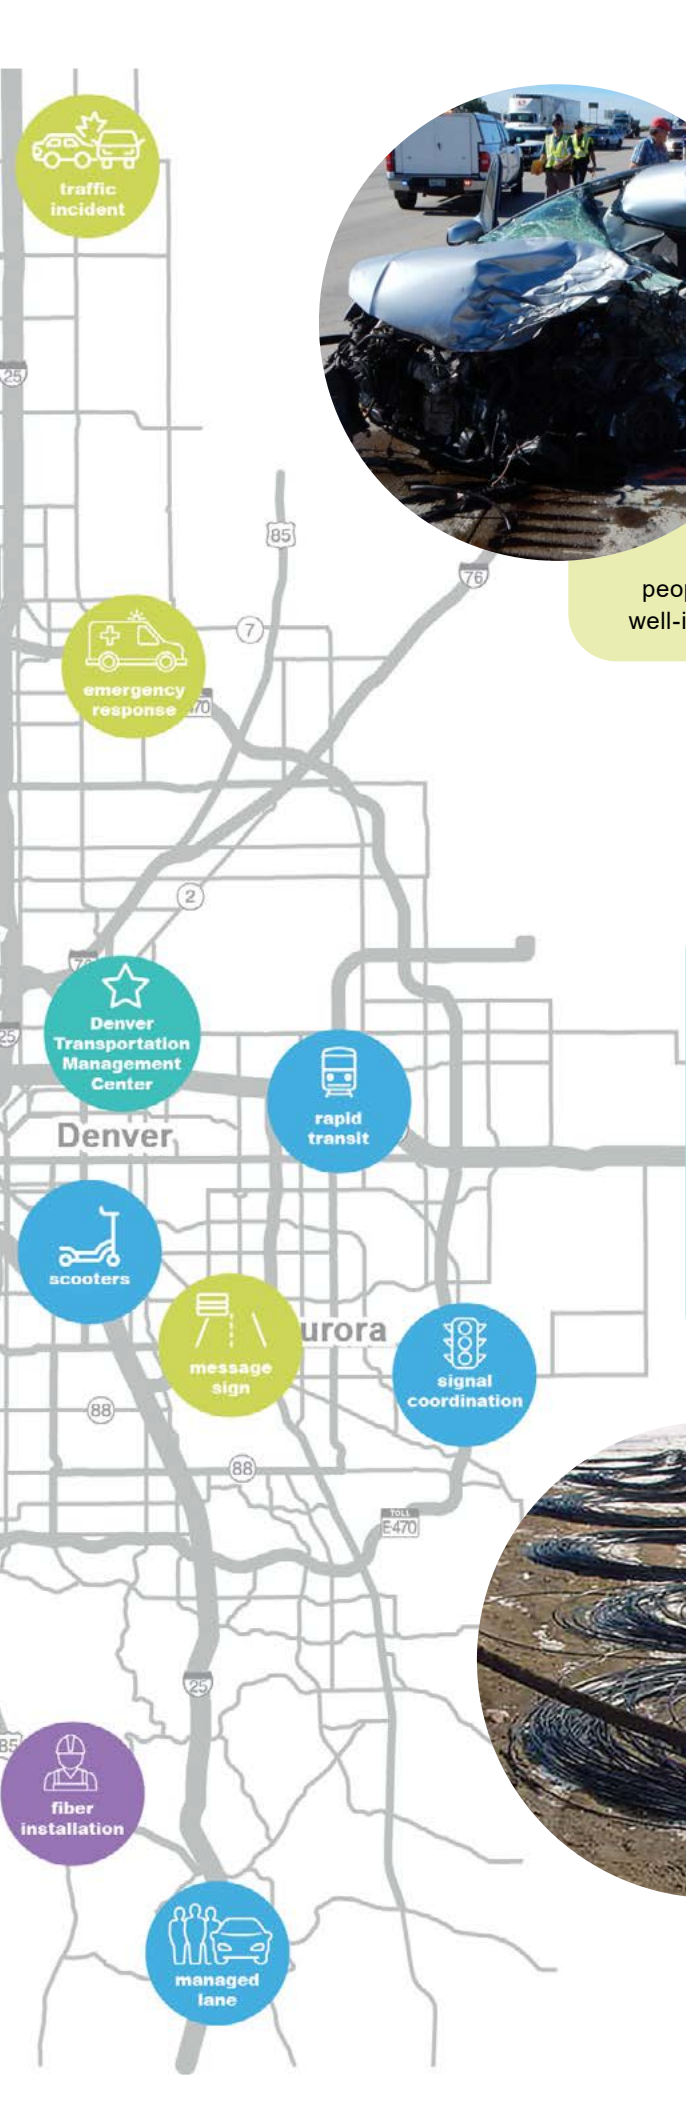 traffic
incident
25
85
76
peop
well-i
7
emergency
response
70
2
76
Denver
Transportation
Management
Center
25
rapid
transit
Denver
scooters
message
sign
urora
signal
coordination
88
88
TOLL
E-470
25
85
fiber
installation
managed
lane